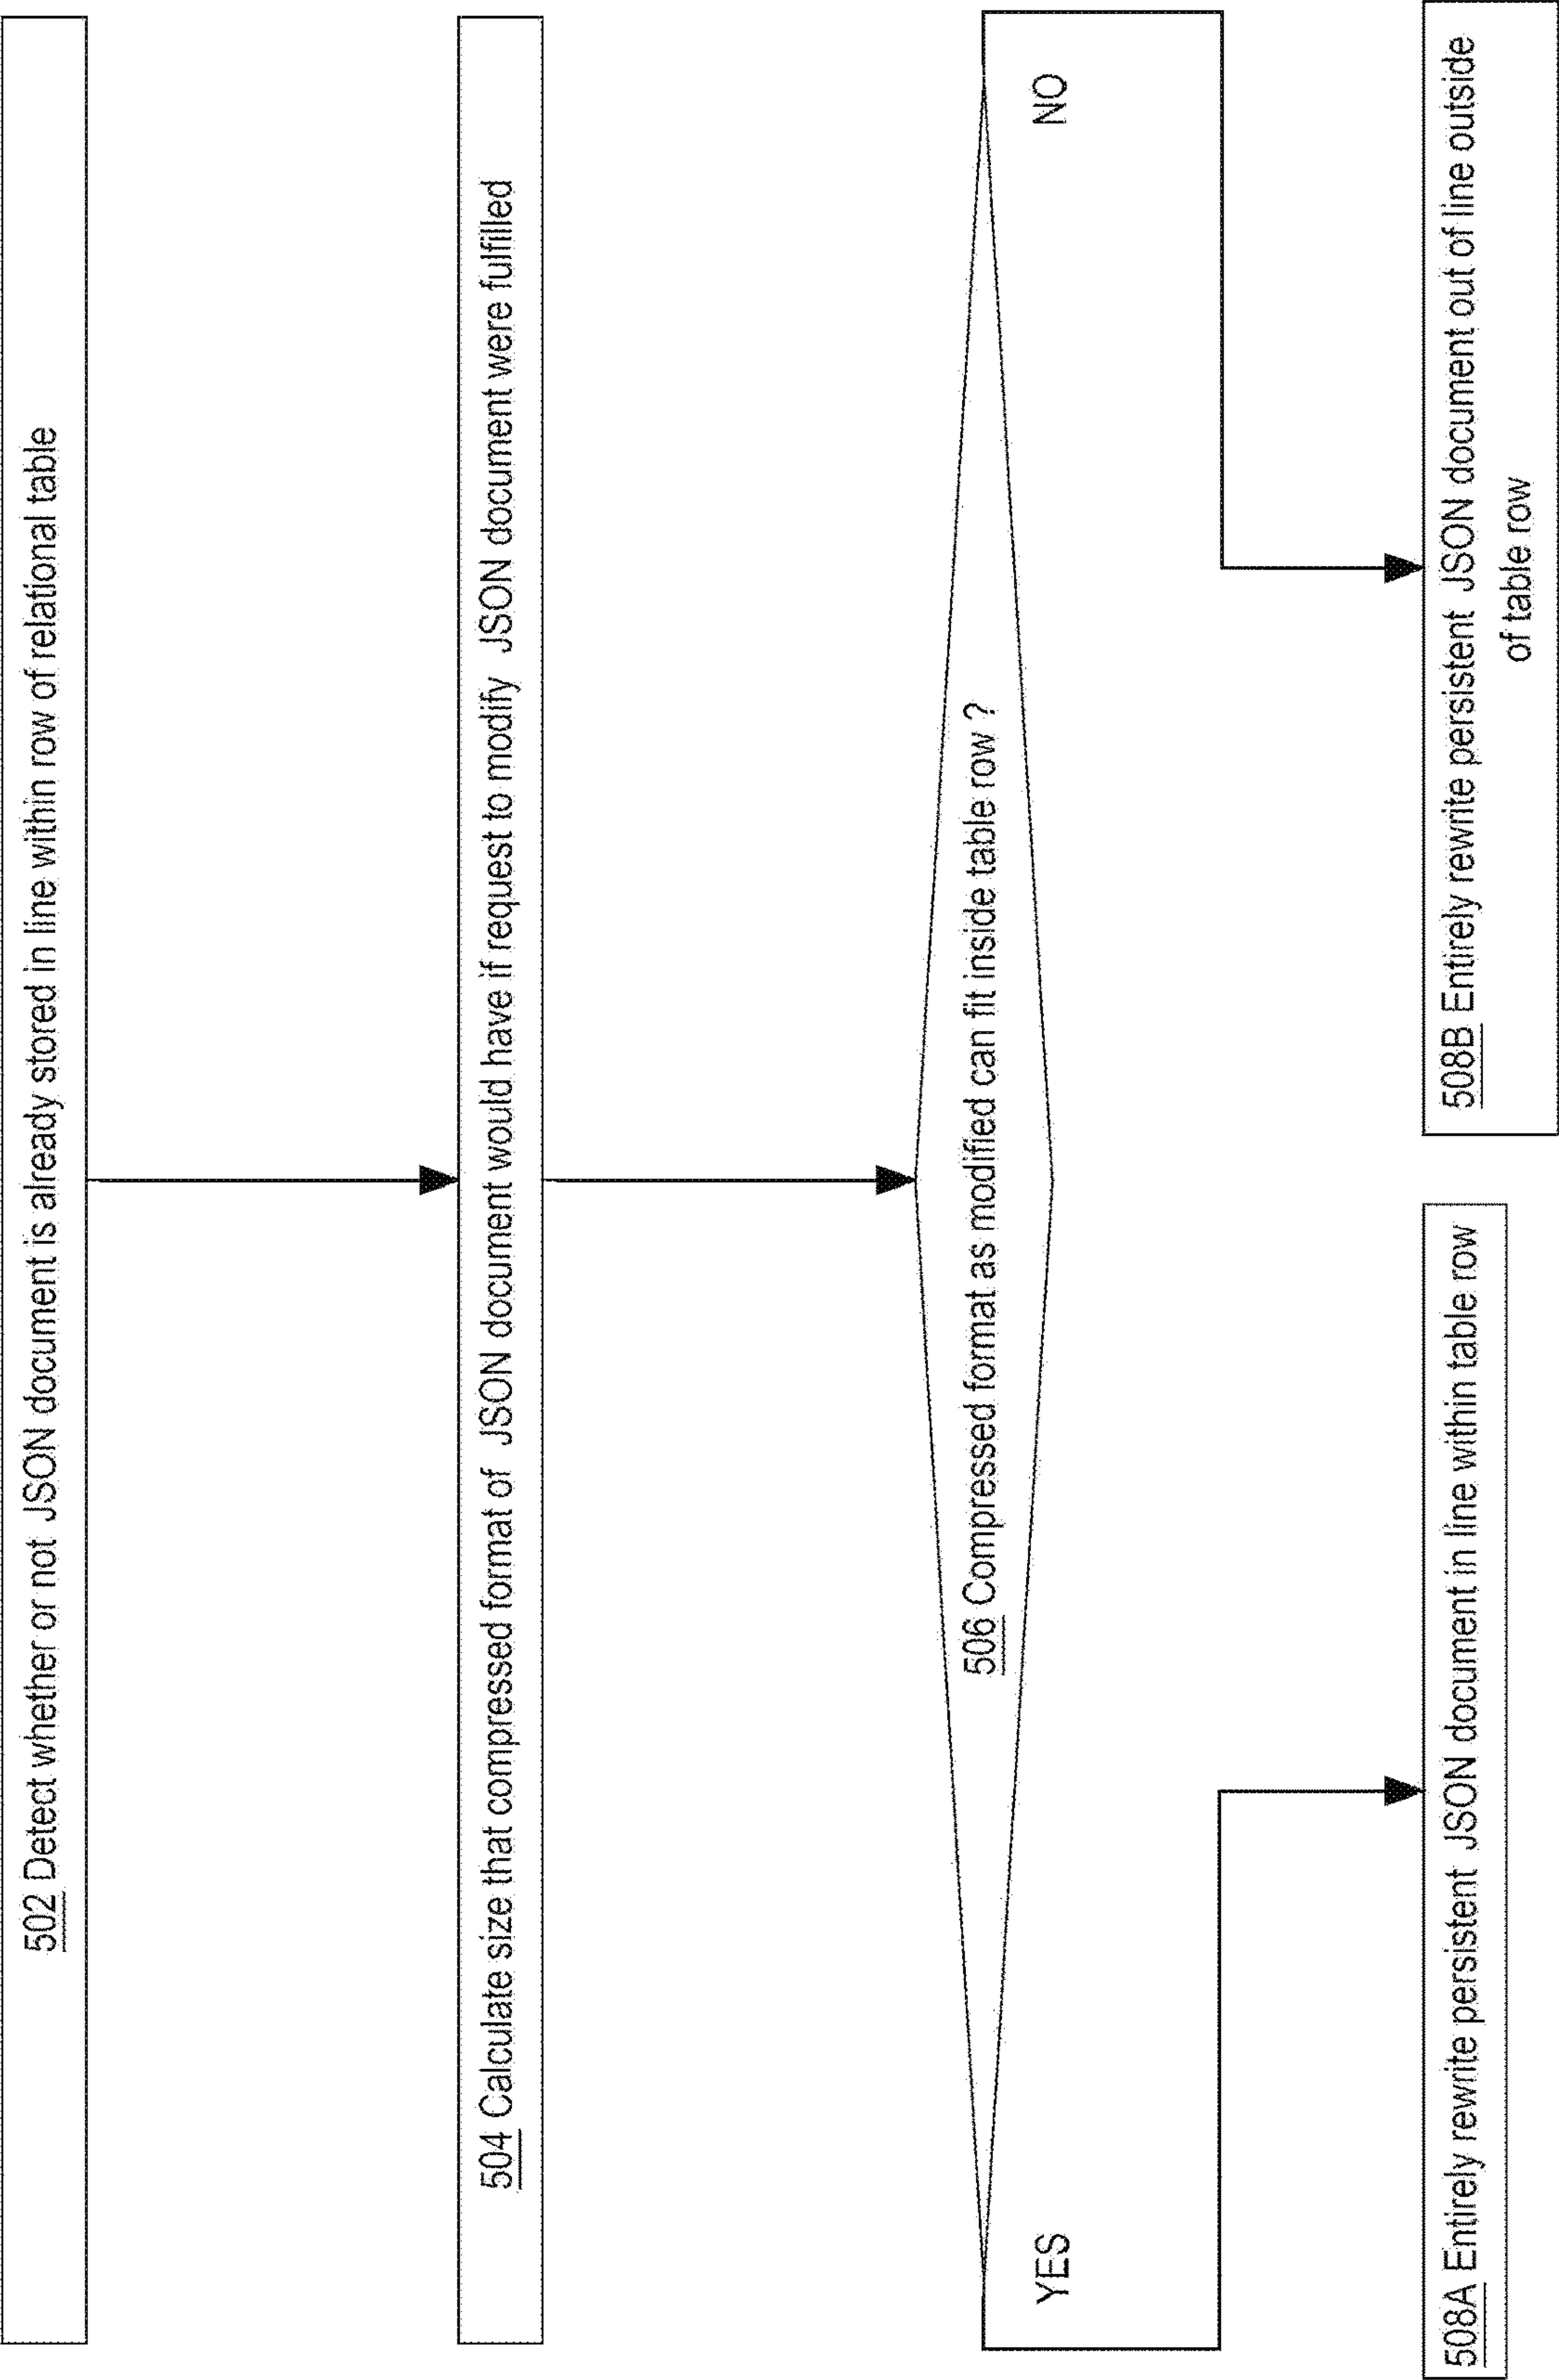 502 Detect whether or not JSON document is already stored in line within row of relational table
504 Calculate size that compressed format of JSON document would have if request to modify JSON document were fulfilled
506 Compressed format as modified can fit inside table row ?
YES
NO
508A Entirely rewrite persistent JSON document in line within table row
508B Entirely rewrite persistent JSON document out of line outside
of table row